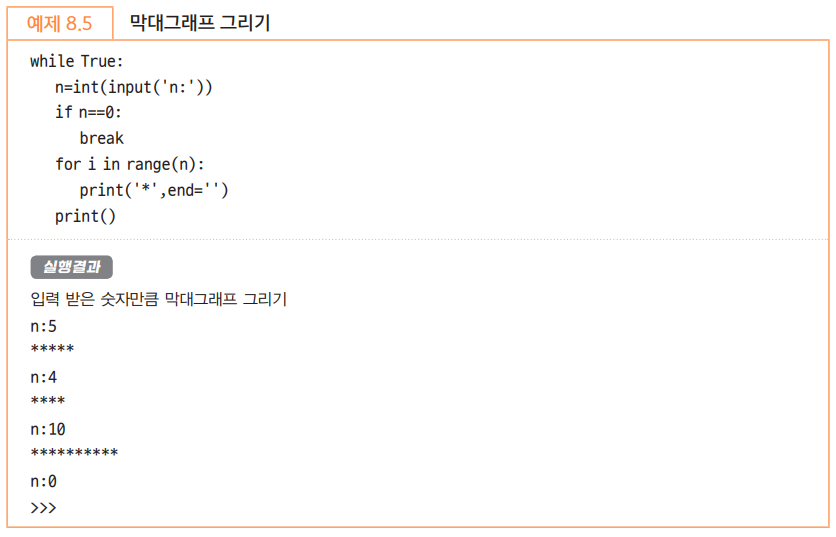 예제 8.5 막대그래프 그리기
while True:
    n=int(input('n:'))
    if n==0:
        break
    for i in range(n):
        print('*',end='')
    print()
실행결과
입력 받은 숫자만큼 막대그래프 그리기
n:5
*****
n:4
****
n:10
**********
n:0
>>>